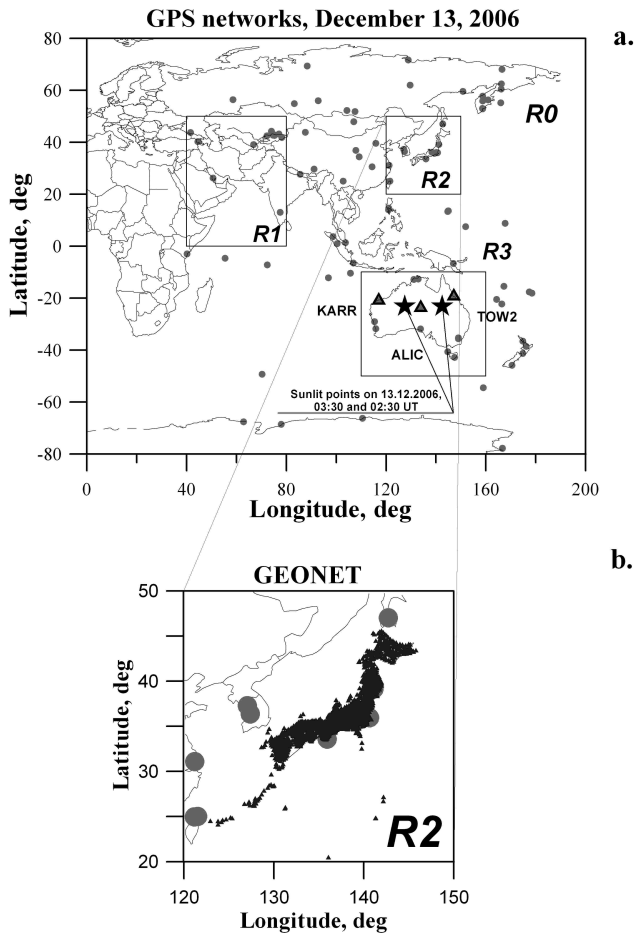 GPS networks, December 13, 2006
a.
80
60
40
20
0
-20
-40
-60
-80
Latitude, deg
R0
R1
R2
R3
KARR
TOW2
ALIC
Sunlit points on 13.12.2006,
03:30 and 02:30 UT
0
40
80
120
160
200
Longitude, deg
b.
GEONET
50
40
30
20
Latitude, deg
R2
120
130
140
150
Longitude, deg